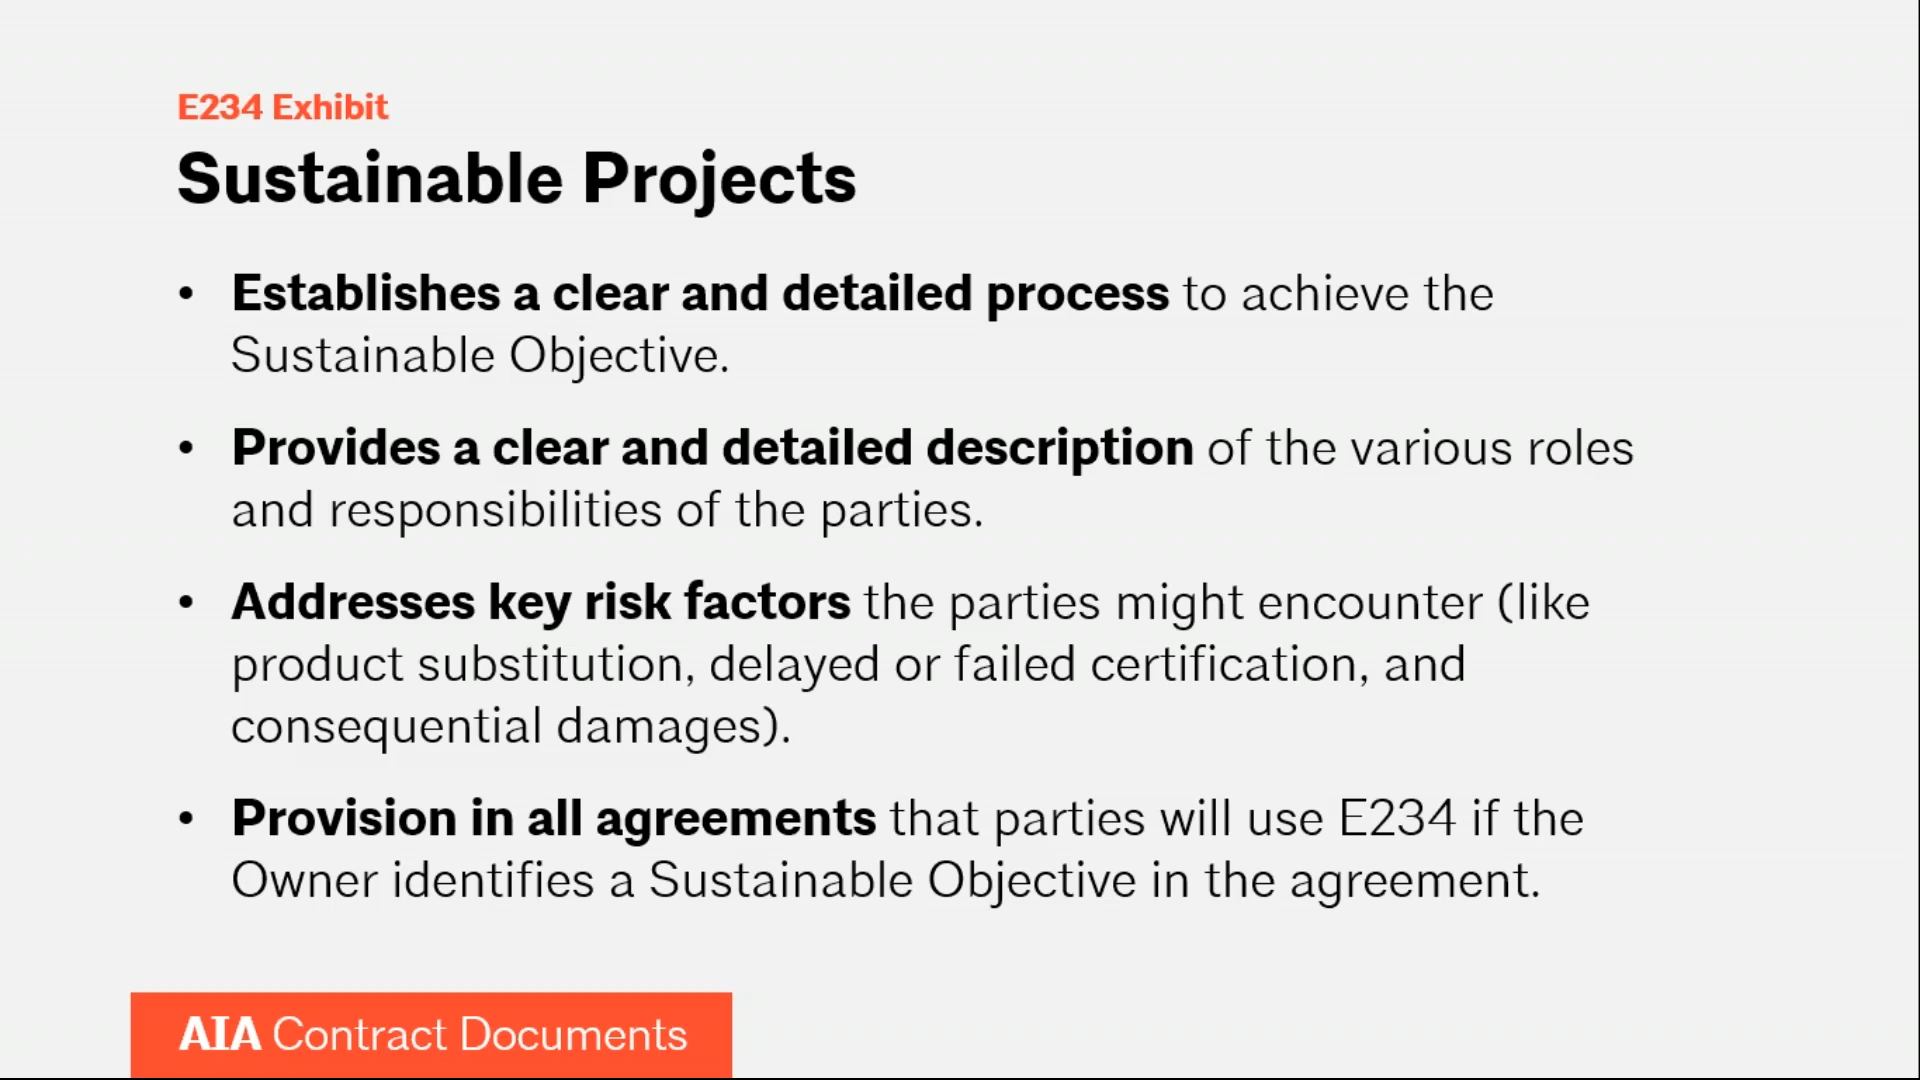 E234 Exhibit
Sustainable Projects
• Establishes a clear and detailed process to achieve the
Sustainable Objective.
• Provides a clear and detailed description of the various roles
and responsibilities of the parties.
• Addresses key risk factors the parties might encounter (like
product substitution, delayed or failed certification, and
consequential damages).
• Provision in all agreements that parties will use E234 if the
Owner identifies a Sustainable Objective in the agreement.
AIA Contract Documents